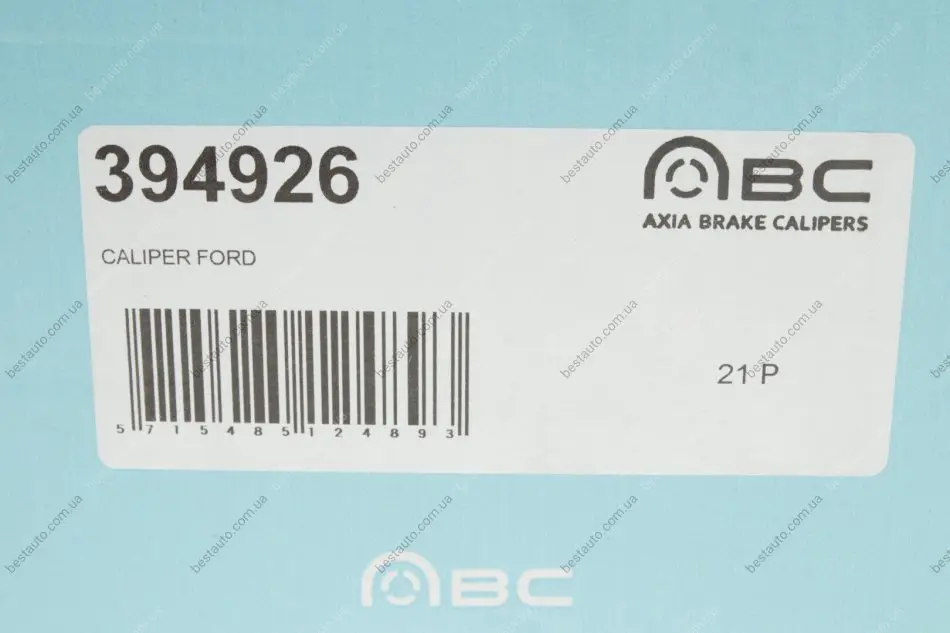 394926
ABC
AXIA BRAKE CALIPERS
CALIPER FORD
5715485124893
21 P
ABC
bestauto.com.ua